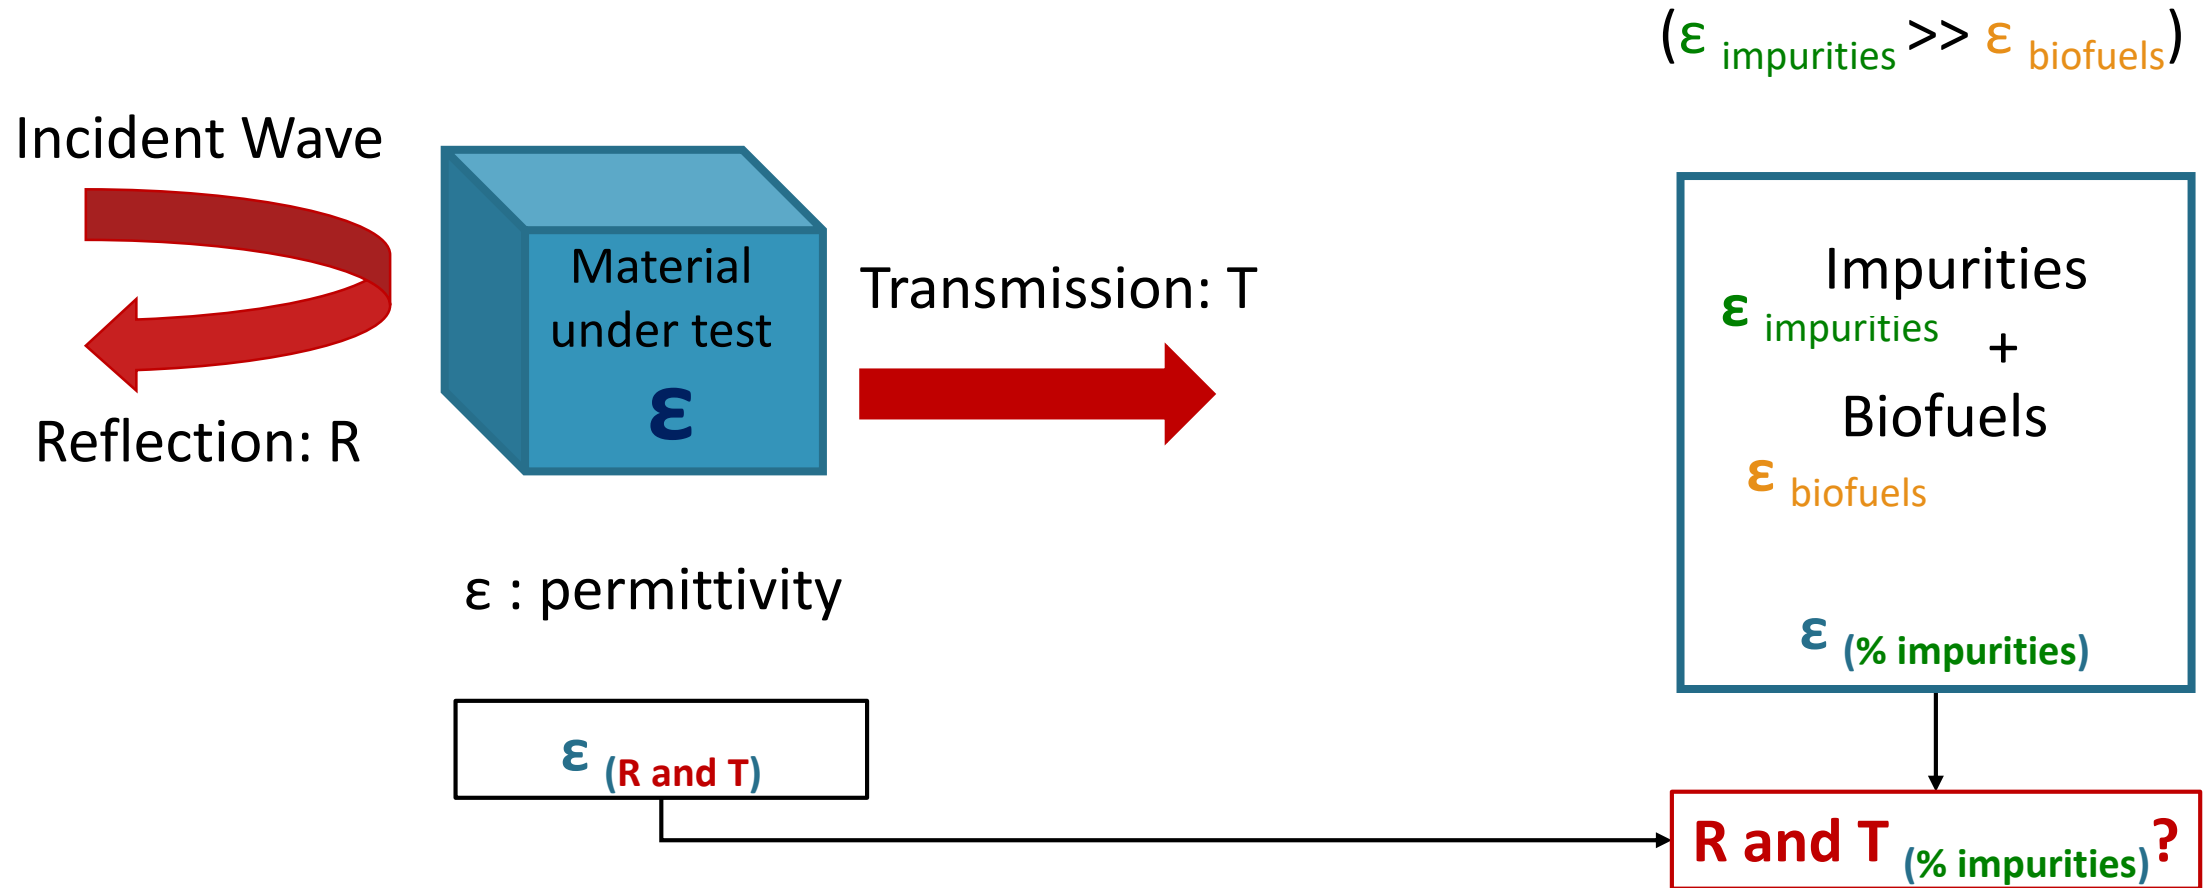 (ε impurities >> ε biofuels)
Incident Wave
Reflection: R
Material
under test
ε
Transmission: T
ε : permittivity
ε (R and T)
Impurities
ε impurities
+
Biofuels
ε biofuels
ε (% impurities)
R and T (% impurities)?